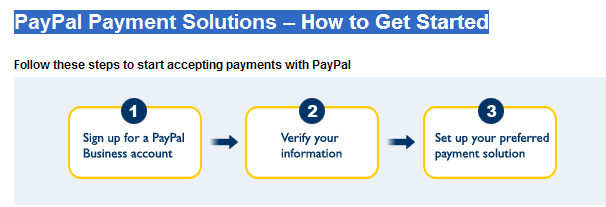 PayPal Payment Solutions – How to Get Started
Follow these steps to start accepting payments with PayPal
1
Sign up for a PayPal
Business account
2
Verify your
information
3
Set up your preferred
payment solution